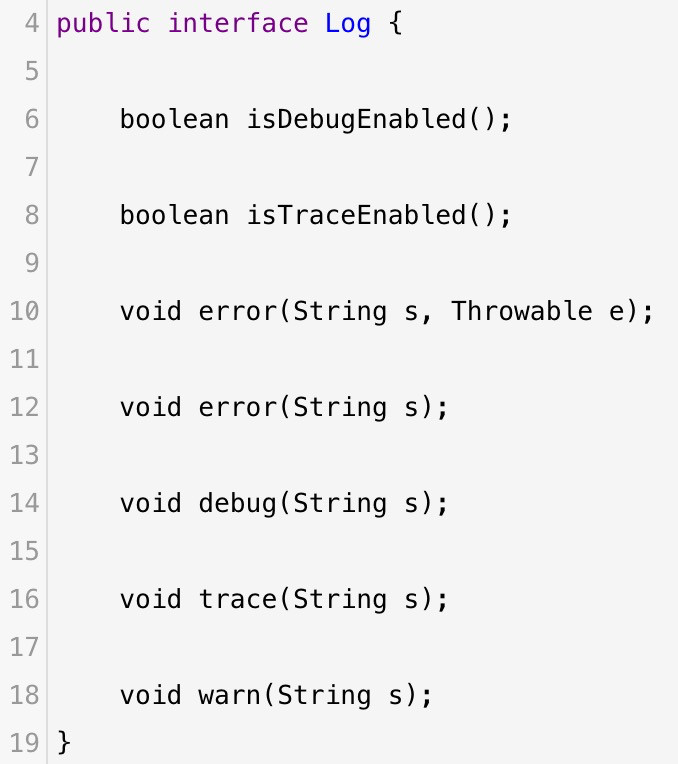 4 public interface Log {
5
6     boolean isDebugEnabled();
7
8     boolean isTraceEnabled();
9
10     void error(String s, Throwable e);
11
12     void error(String s);
13
14     void debug(String s);
15
16     void trace(String s);
17
18     void warn(String s);
19 }